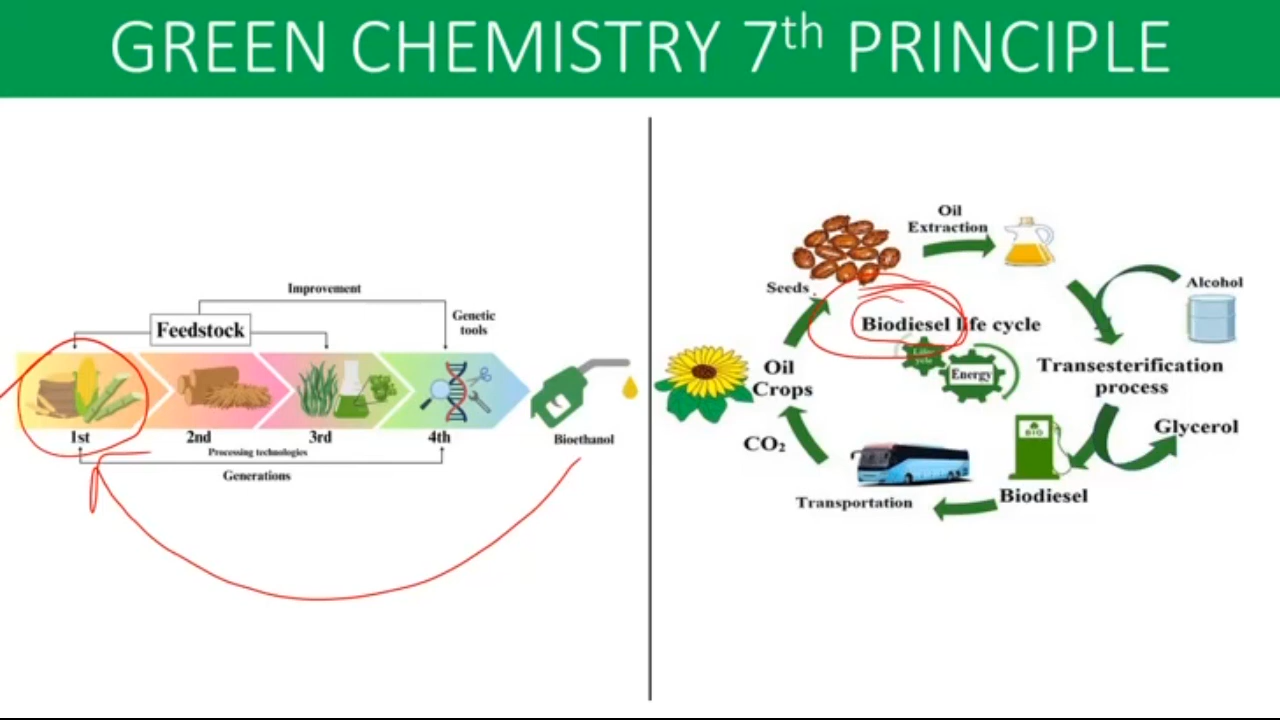 GREEN CHEMISTRY 7th PRINCIPLE
Improvement
Feedstock
Genetic
tools
1st
2nd
3rd
4th
Processing technologies
Generations
Bioethanol
Oil
Extraction
Seeds
Alcohol
Biodiesel life cycle
Energy
Transesterification
process
Oil
Crops
CO₂
Glycerol
BIO
Biodiesel
Transportation